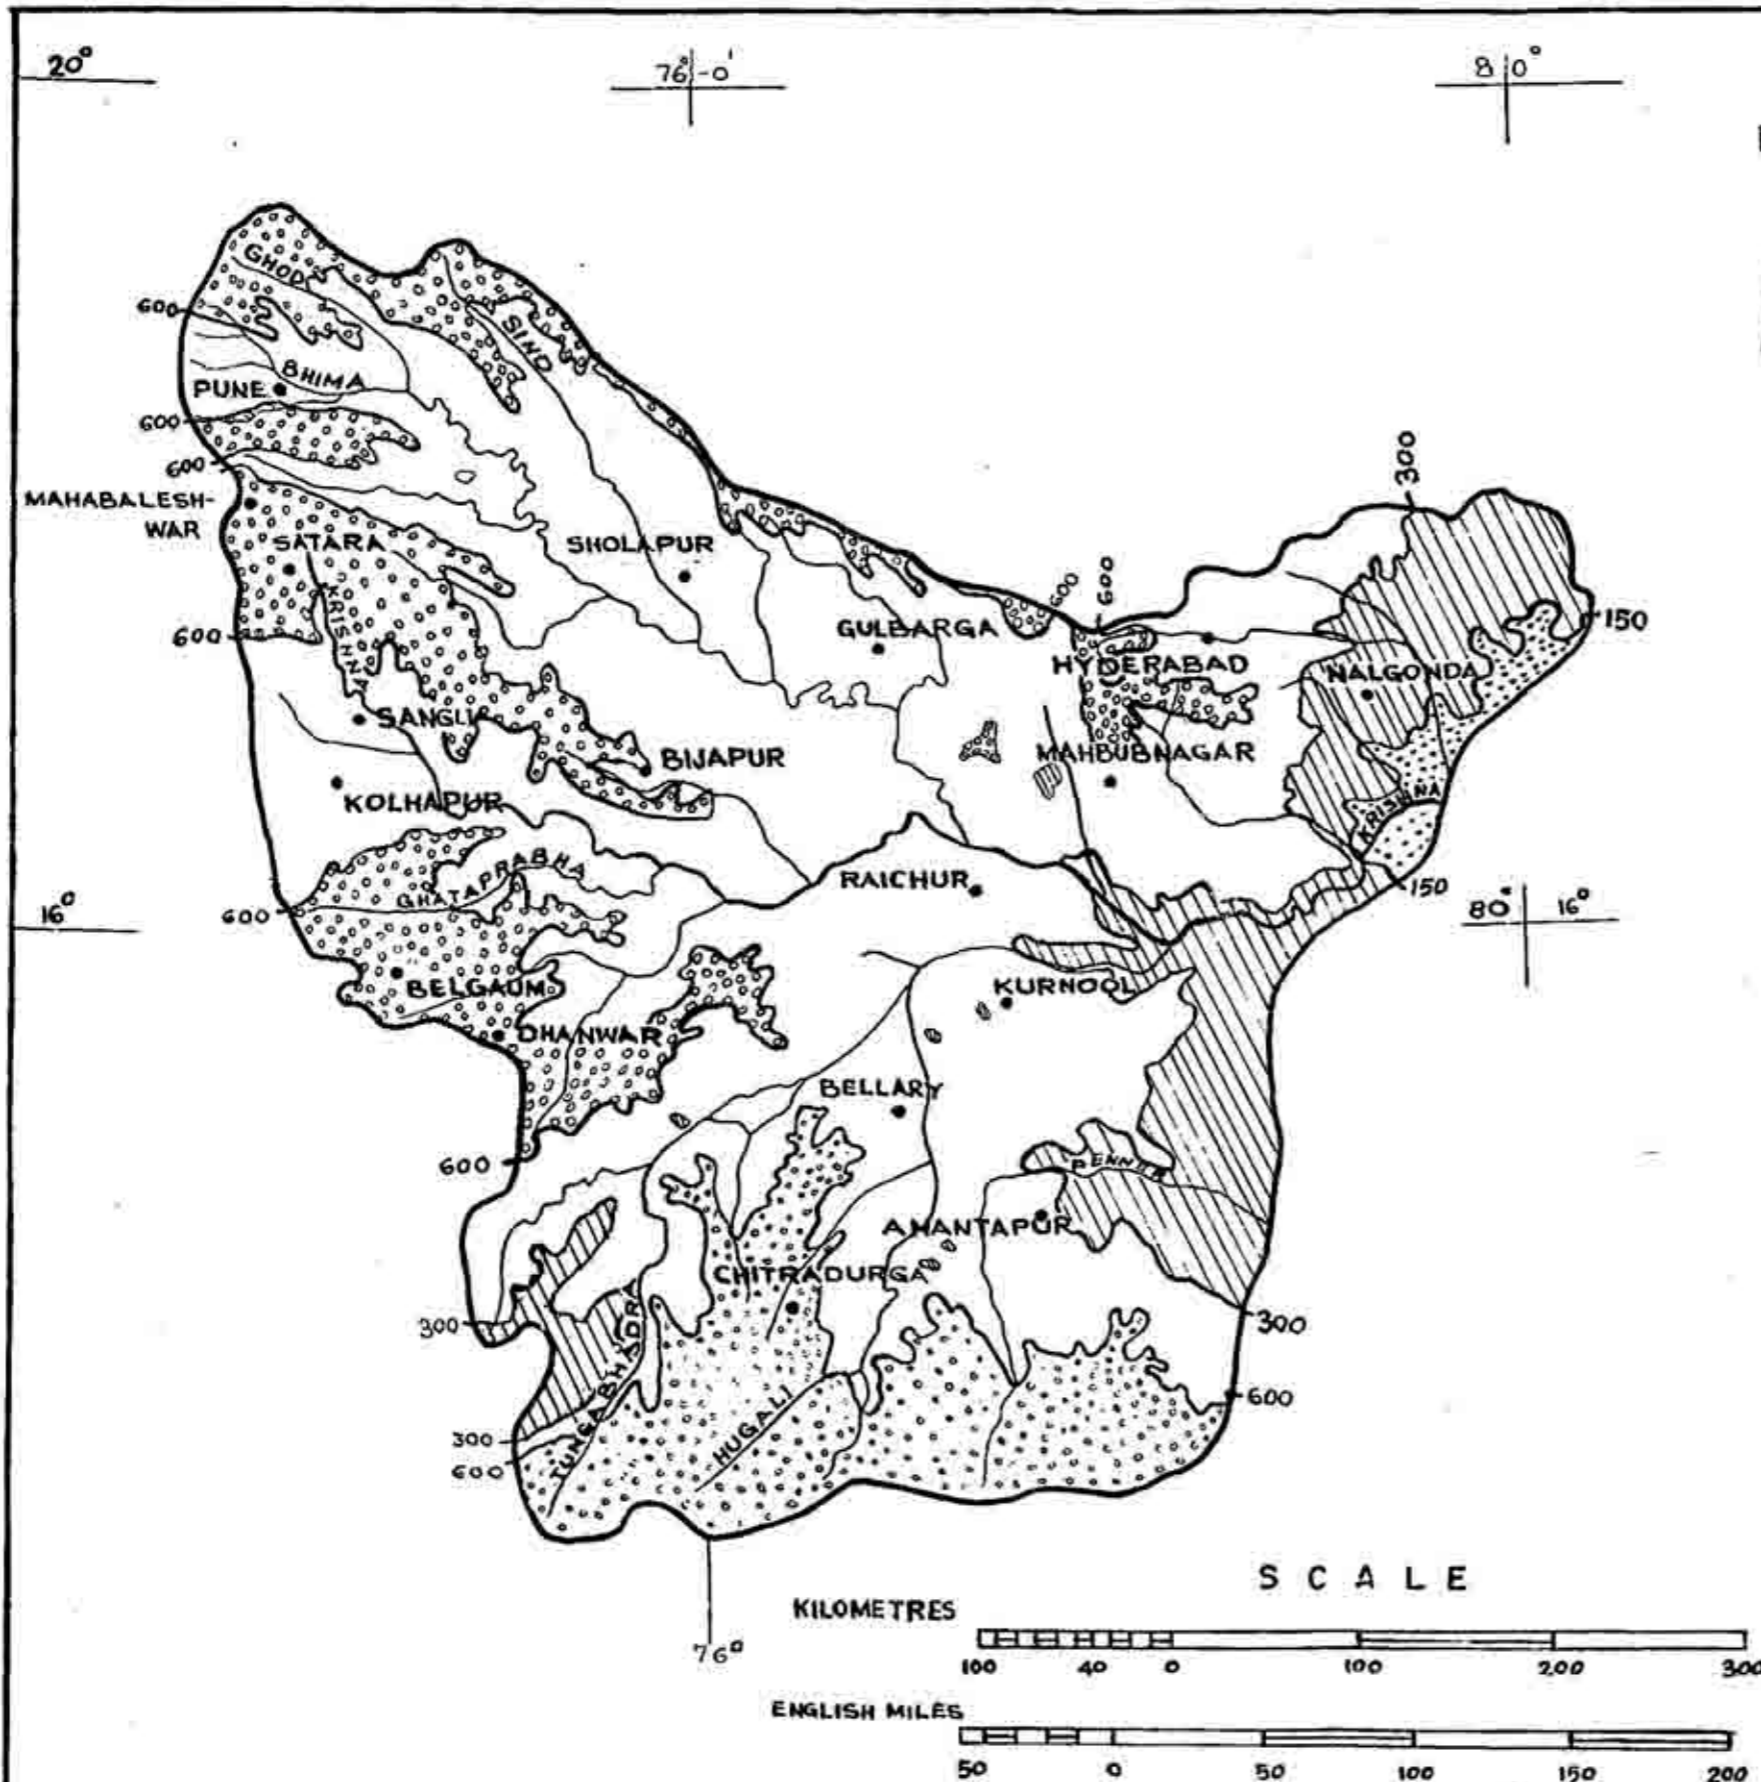 20°
76°-0'
80°
GHOD
SIND
600
BHIMA
PUNE
600
600
300
MAHABALESH-
WAR
SATARA
SHOLAPUR
KRISHNA
600
600
600
GULBARGA
150
HYDERABAD
NALGONDA
SANGLI
BIJAPUR
MAHBUBNAGAR
KOLHAPUR
KRISHNA
GHATAPRABHA
RAICHUR
150
16°
600
80° 16°
BELGAUM
KURNOOL
DHANWAR
BELLARY
600
PENNER
ANANTAPUR
CHITRADURGA
300
TUNGABHADRA
300
HUGALI
600
300
600
SCALE
KILOMETRES
76°
100 40 0 100 200 300
ENGLISH MILES
50 0 50 100 150 200